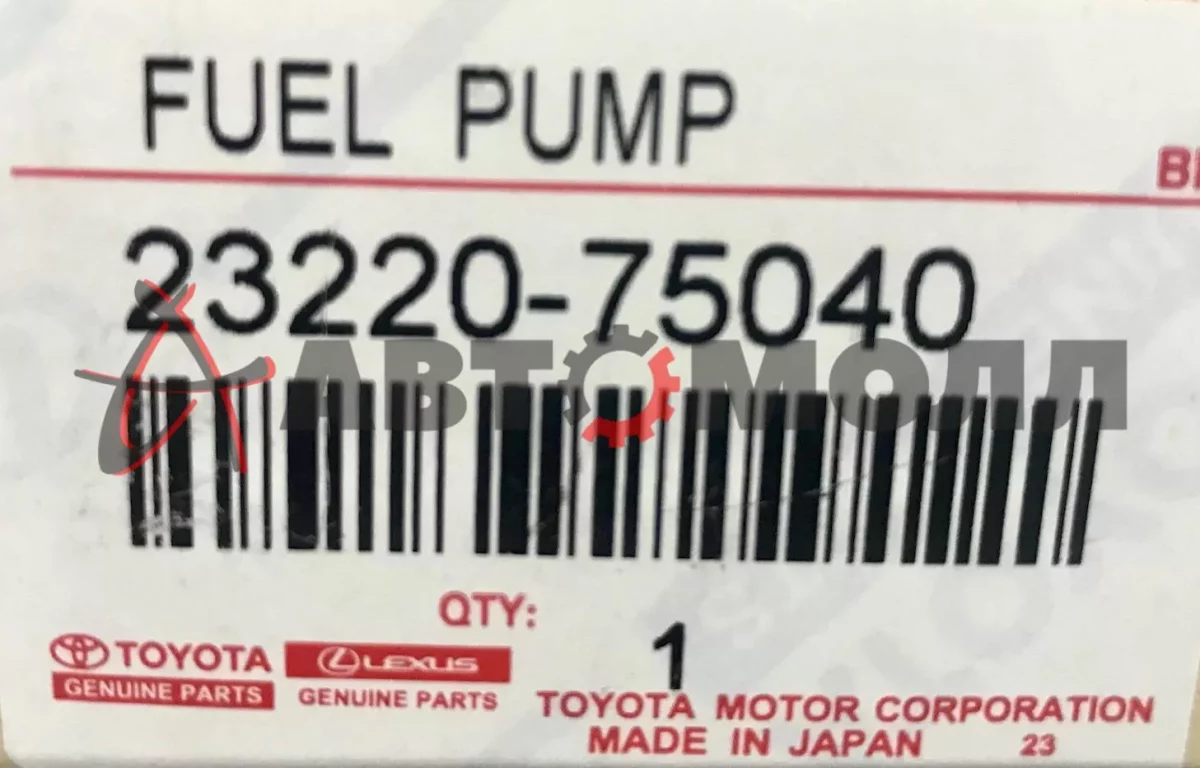 FUEL PUMP
23220-75040
АВТОМОЛЛ
QTY:
1
TOYOTA
LEXUS
GENUINE PARTS
GENUINE PARTS
TOYOTA MOTOR CORPORATION
MADE IN JAPAN 23